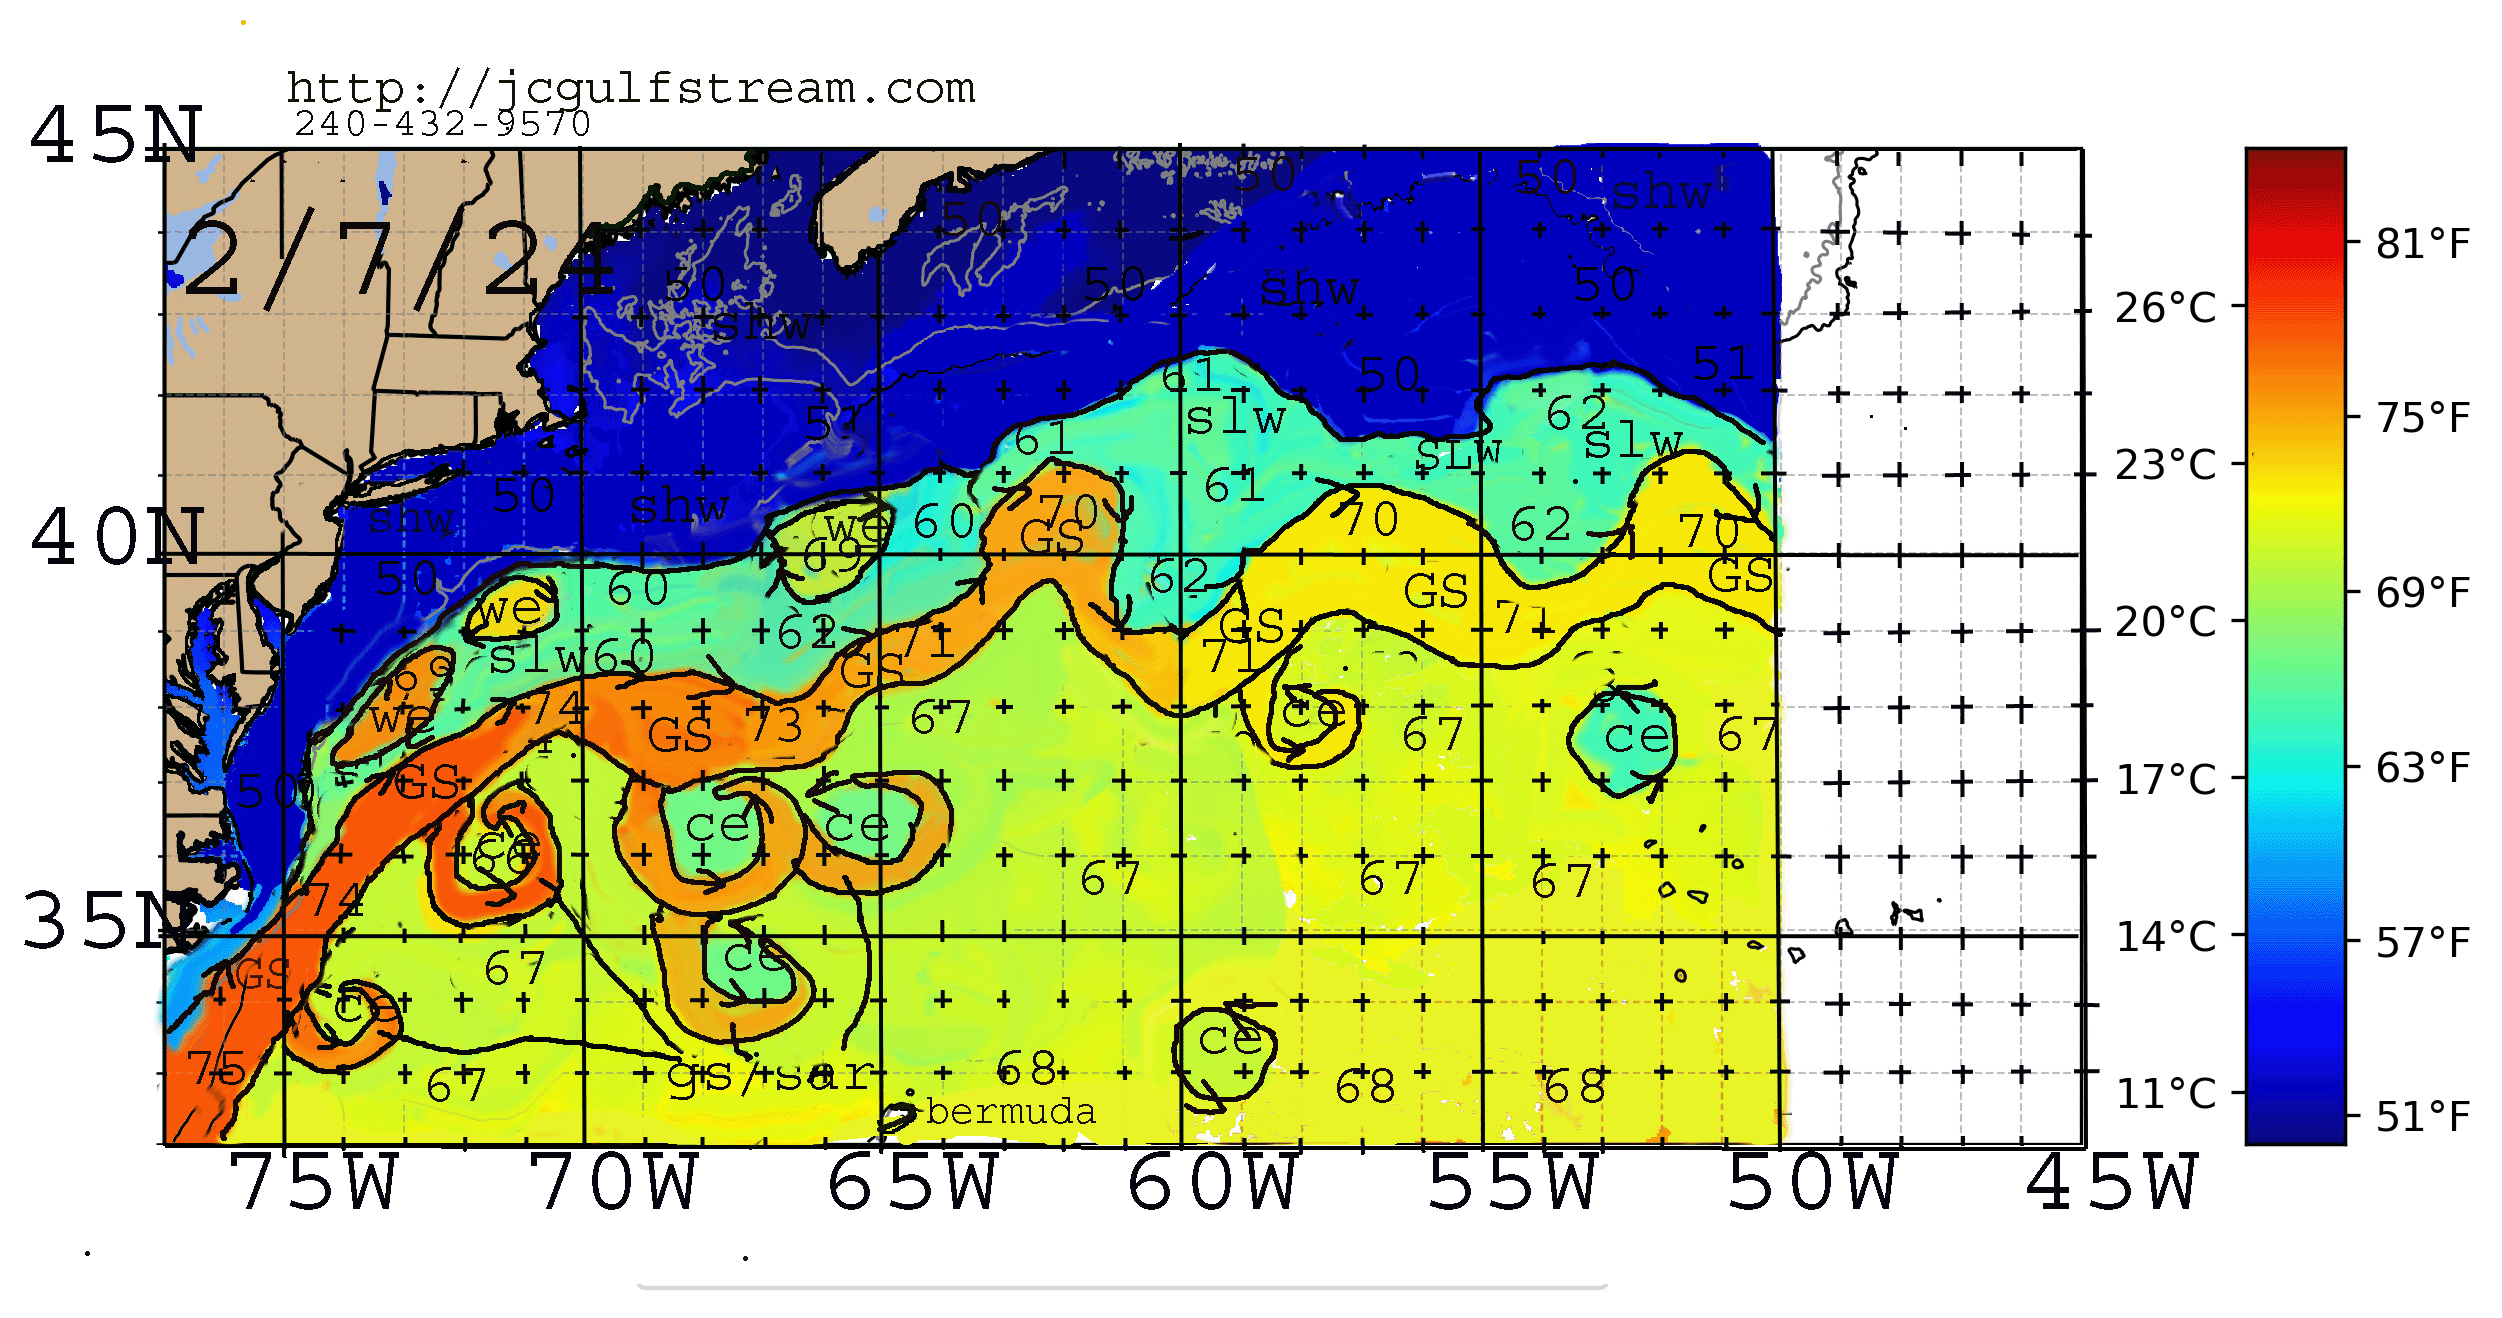 http://jcgulfstream.com
240-432-9570
45N
2/7/24
50 50 shw
50
81°F
50 shw 50 shw 50
26°C
51
61 50
75°F
51 slw 62 slw
61 SLW
23°C
50 shw shw 61
we 60 70 70 62 70
40N
69 GS
50 we 60 62 GS GS
69°F
62 71 GS 71
20°C
slw 60 GS 71
69 we 74 GS 73 67 ce 67 ce 67
63°F
50 GS
17°C
ce ce ce
66
74 67 67 67
35N
14°C
57°F
GS 67 ce
ce
ce
75 67 gs/sar 68 68 68
11°C
bermuda
51°F
75W 70W 65W 60W 55W 50W 45W